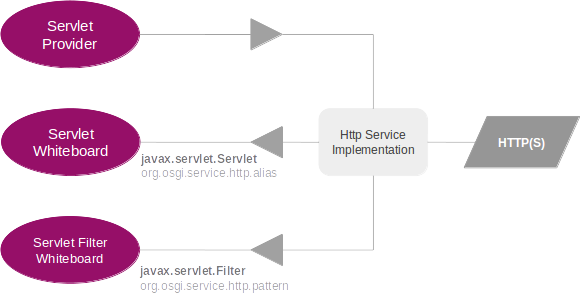 Servlet
Provider
Servlet
Whiteboard
javax.servlet.Servlet
org.osgi.service.http.alias
Http Service
Implementation
HTTP(S)
Servlet Filter
Whiteboard
javax.servlet.Filter
org.osgi.service.http.pattern